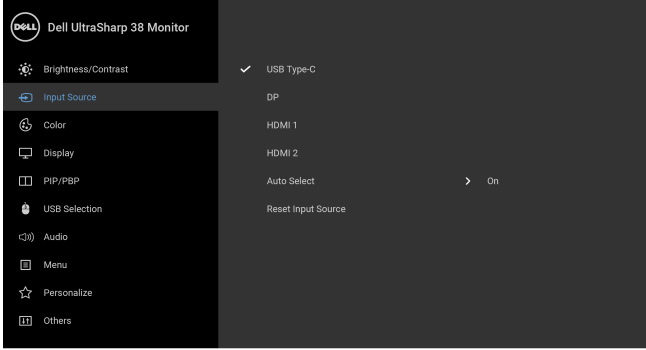 DELL Dell UltraSharp 38 Monitor
Brightness/Contrast
USB Type-C
Input Source
DP
Color
HDMI 1
Display
HDMI 2
PIP/PBP
Auto Select On
USB Selection
Reset Input Source
Audio
Menu
Personalize
Others